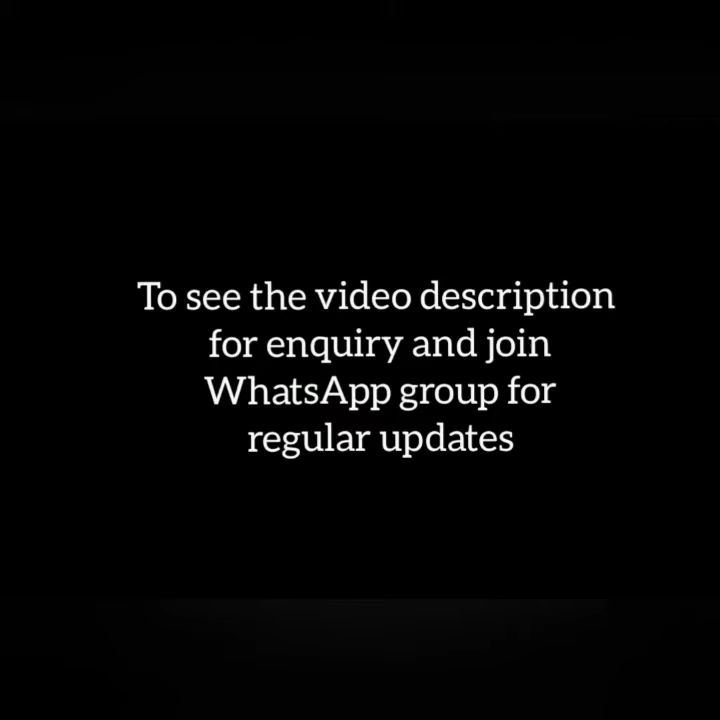 To see the video description
for enquiry and join
WhatsApp group for
regular updates